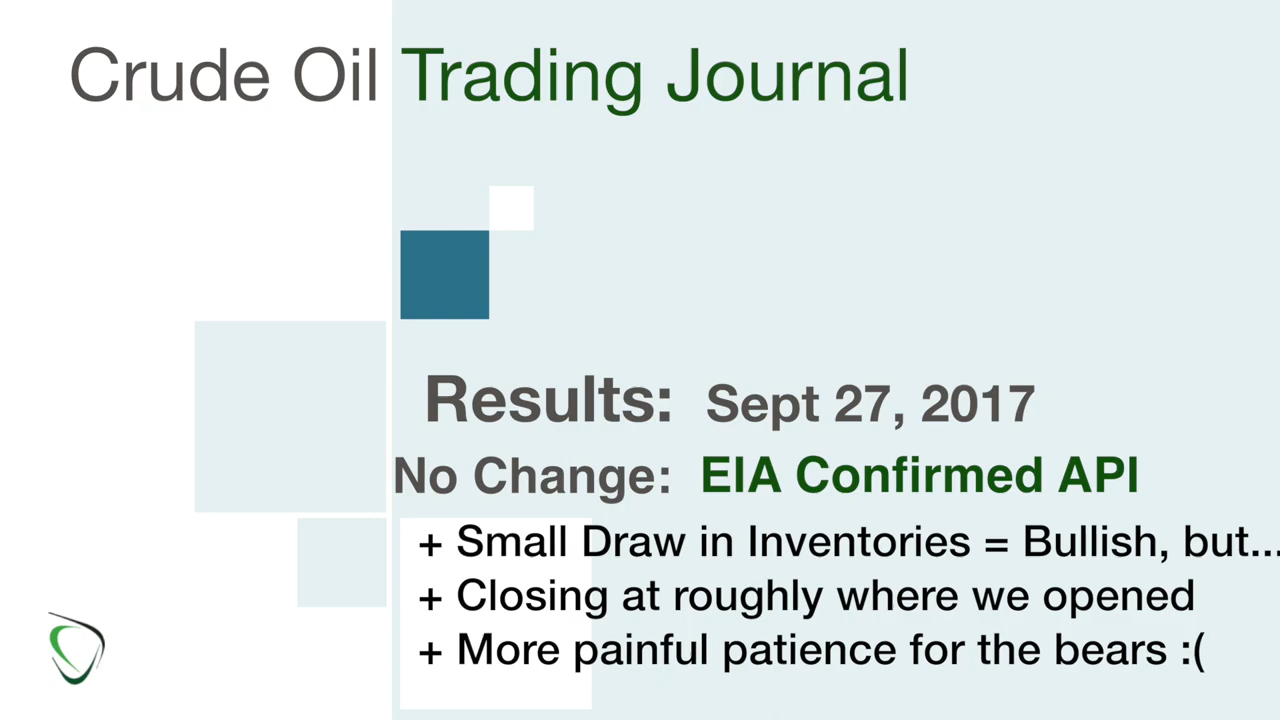 Crude Oil Trading Journal
Results: Sept 27, 2017
No Change: EIA Confirmed API
+ Small Draw in Inventories = Bullish, but...
+ Closing at roughly where we opened
+ More painful patience for the bears :(